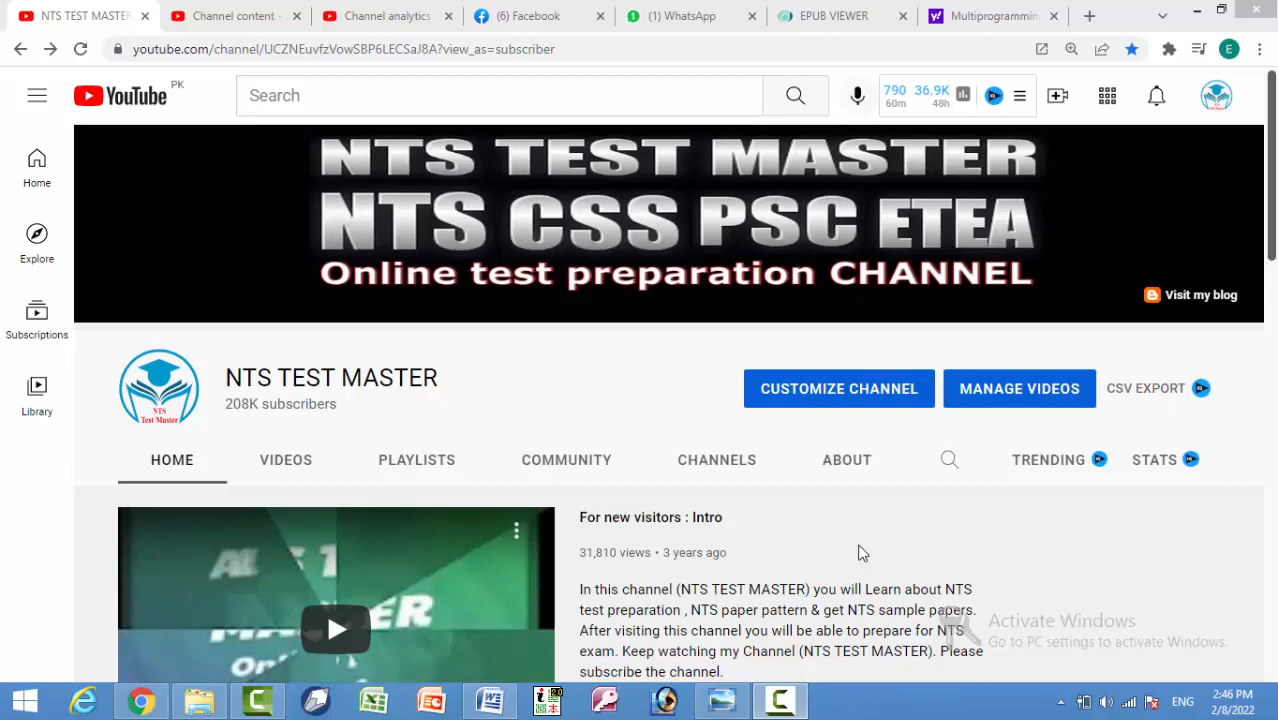 NTS TEST MASTER
Channel content -
Channel analytics
(6) Facebook
(1) WhatsApp
EPUB VIEWER
Multiprogrammin
youtube.com/channel/UCZNEuvfzVowSBP6LECSaJ8A?view_as=subscriber
E
YouTube PK
Search
790 36.9K
60m 48h
NTS TEST MASTER
NTS CSS PSC ETEA
Online test preparation CHANNEL
Visit my blog
Home
Explore
Subscriptions
Library
NTS
Test Master
NTS TEST MASTER
208K subscribers
CUSTOMIZE CHANNEL
MANAGE VIDEOS
CSV EXPORT
HOME
VIDEOS
PLAYLISTS
COMMUNITY
CHANNELS
ABOUT
TRENDING
STATS
For new visitors : Intro
31,810 views • 3 years ago
In this channel (NTS TEST MASTER) you will Learn about NTS
test preparation , NTS paper pattern & get NTS sample papers.
After visiting this channel you will be able to prepare for NTS
exam. Keep watching my Channel (NTS TEST MASTER). Please
subscribe the channel.
Activate Windows
Go to PC settings to activate Windows.
ENG
2:46 PM
2/8/2022